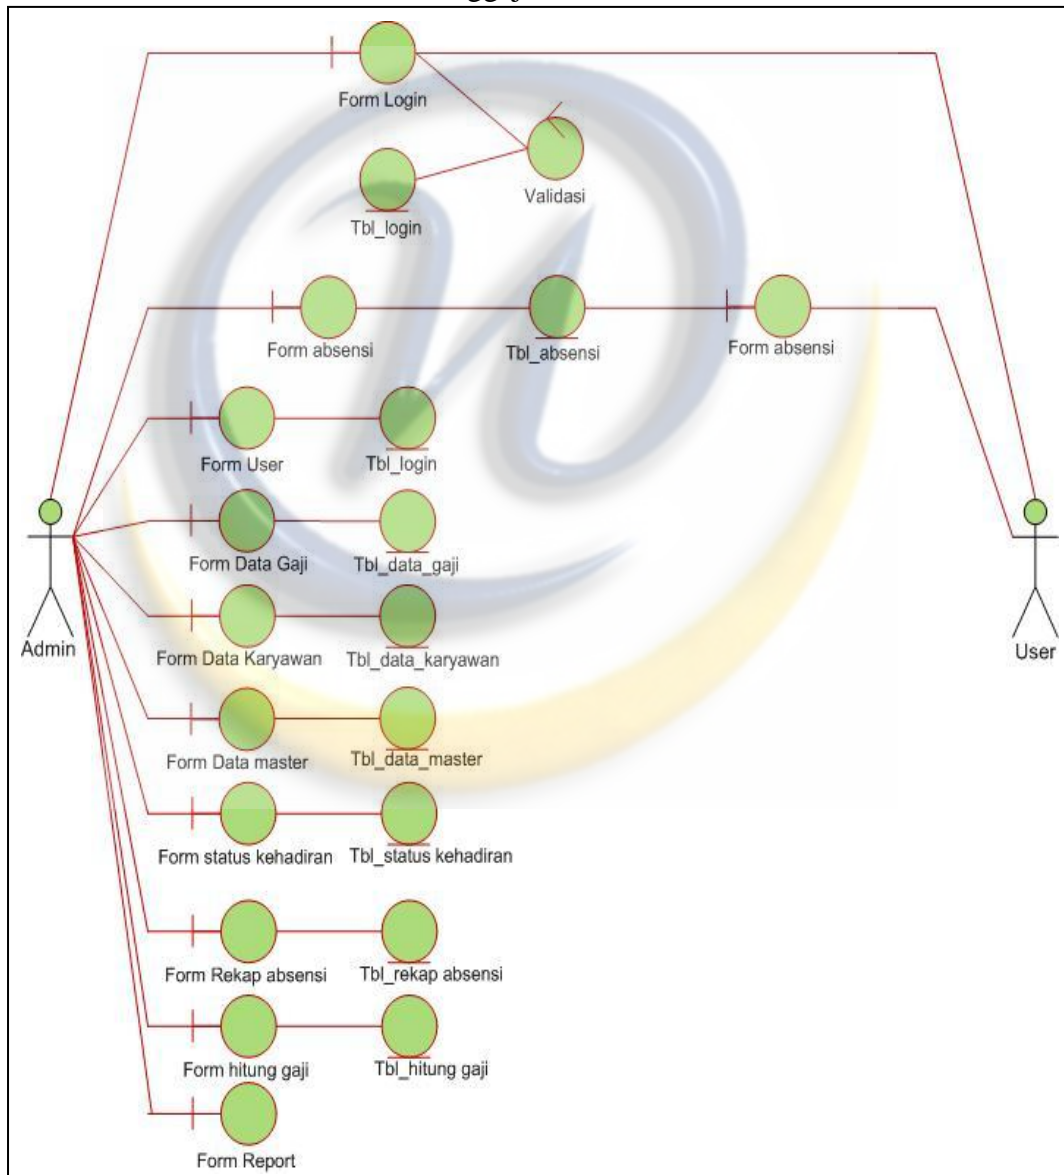 Form Login
Validasi
Tbl_login
Form absensi
Tbl_absensi
Form absensi
Form User
Tbl_login
Form Data Gaji
Tbl_data_gaji
Admin
User
Form Data Karyawan
Tbl_data_karyawan
Form Data master
Tbl_data_master
Form status kehadiran
Tbl_status kehadiran
Form Rekap absensi
Tbl_rekap absensi
Form hitung gaji
Tbl_hitung gaji
Form Report